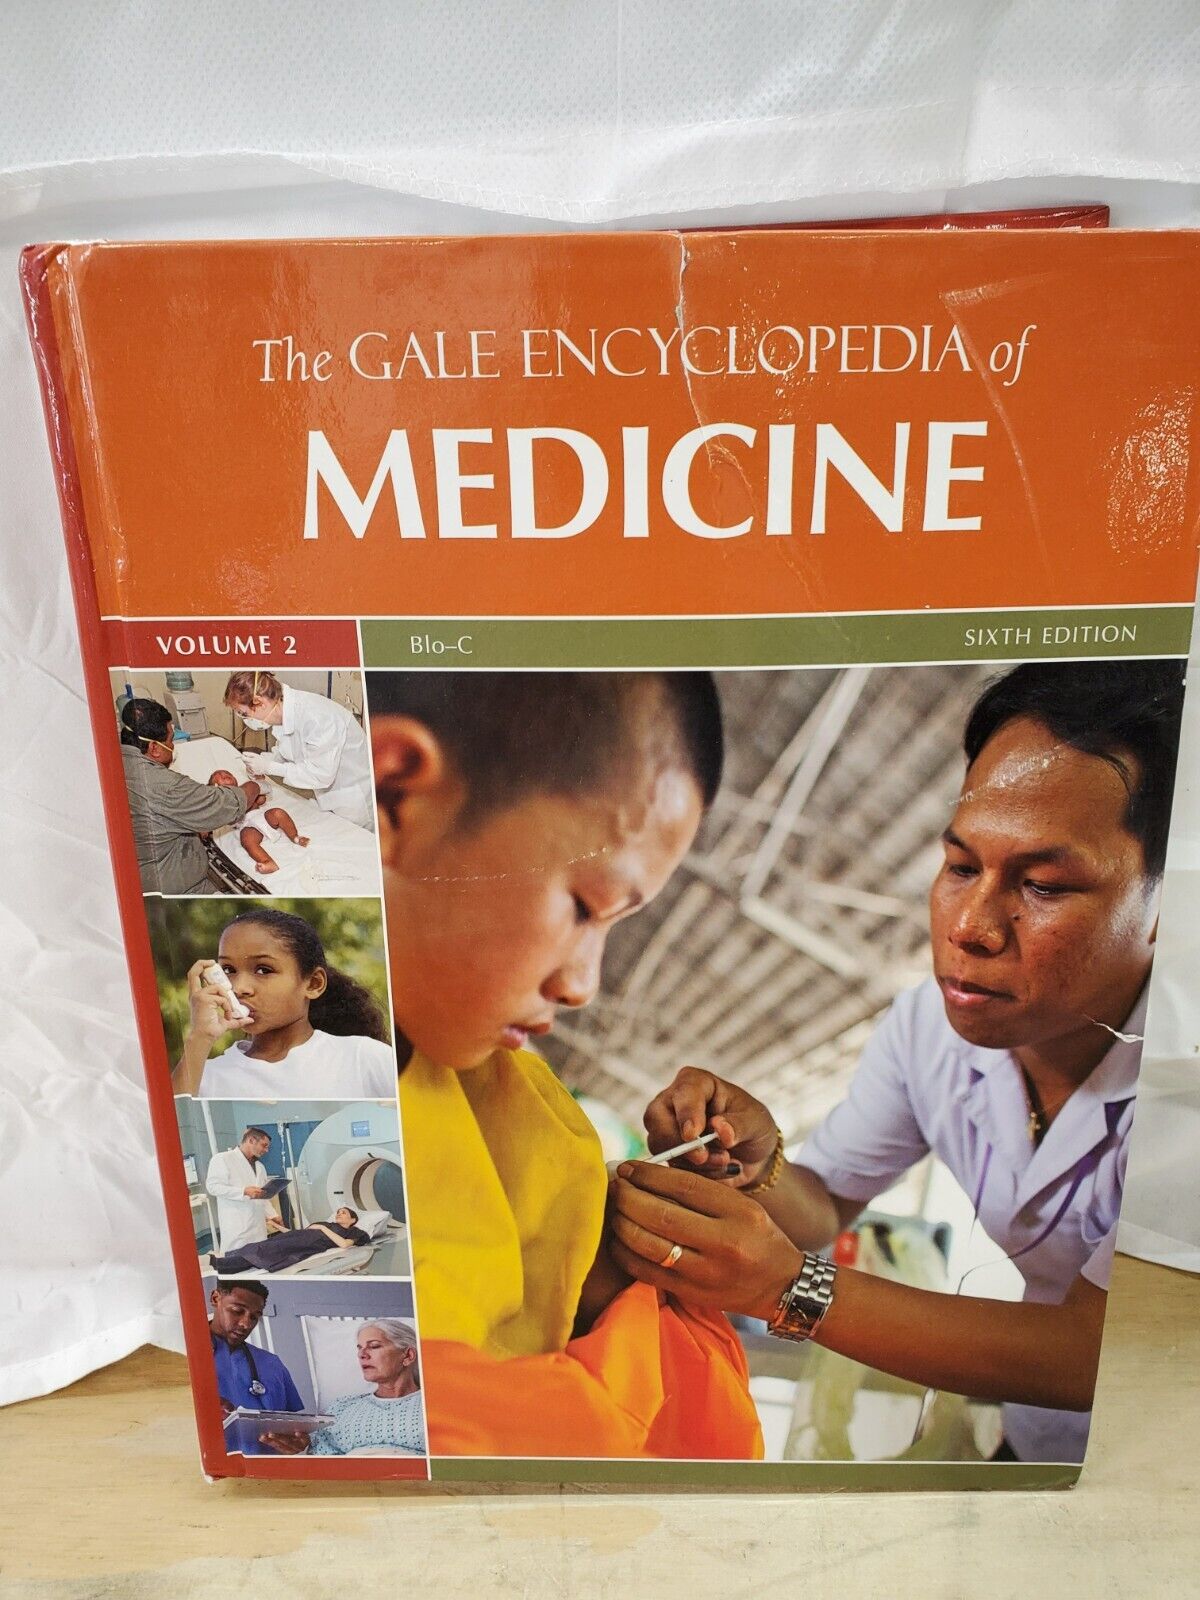 The GALE ENCYCLOPEDIA of
MEDICINE
VOLUME 2
Blo–C
SIXTH EDITION